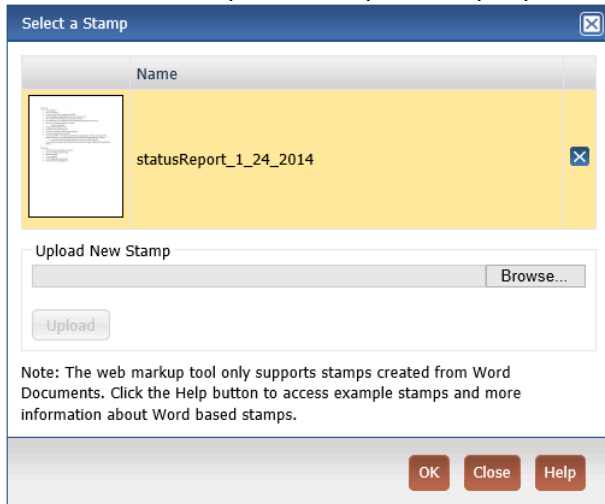 Select a Stamp
Name
statusReport_1_24_2014
Upload New Stamp
Browse...
Upload
Note: The web markup tool only supports stamps created from Word
Documents. Click the Help button to access example stamps and more
information about Word based stamps.
OK Close Help